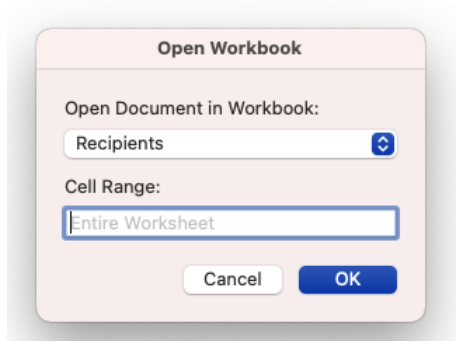 Open Workbook
Open Document in Workbook:
Recipients
Cell Range:
Entire Worksheet
Cancel OK